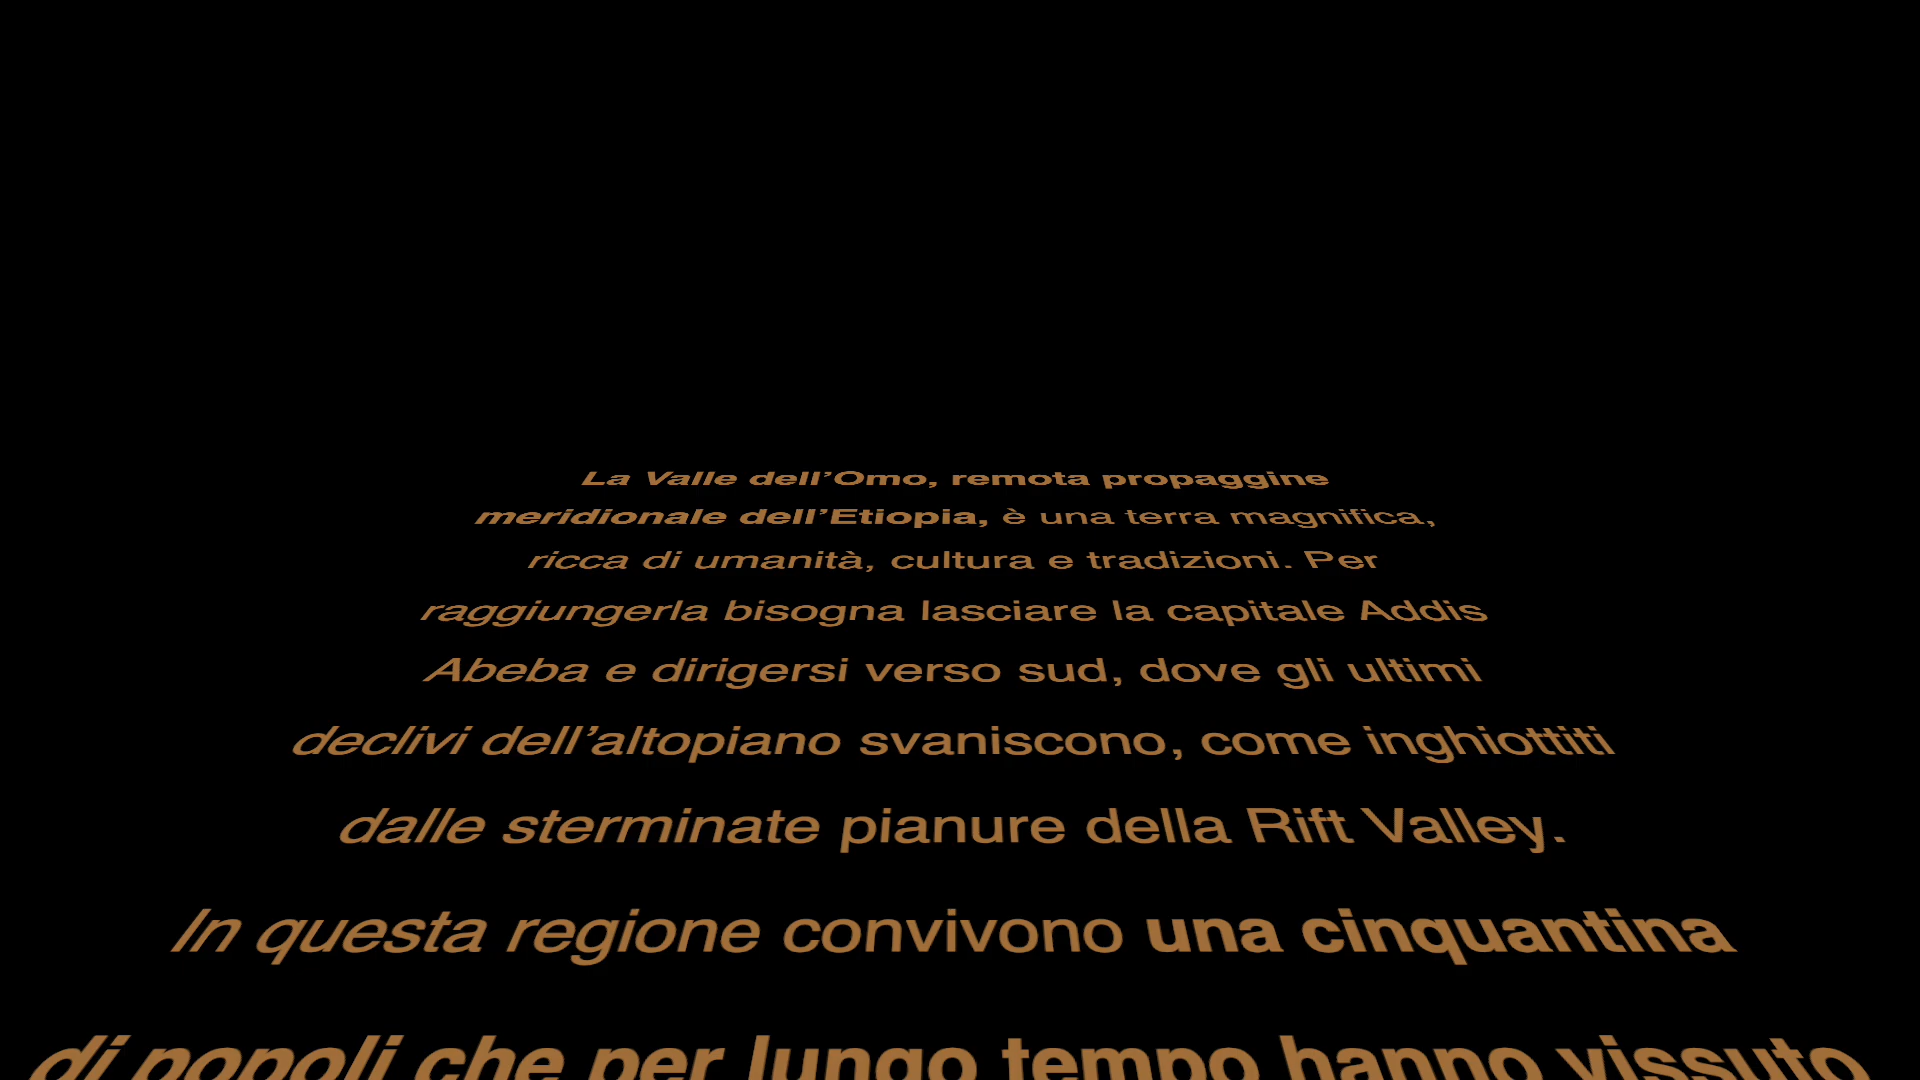 La Valle dell’Omo, remota propaggine
meridionale dell’Etiopia, è una terra magnifica,
ricca di umanità, cultura e tradizioni. Per
raggiungerla bisogna lasciare la capitale Addis
Abeba e dirigersi verso sud, dove gli ultimi
declivi dell’altopiano svaniscono, come inghiottiti
dalle sterminate pianure della Rift Valley.
In questa regione convivono una cinquantina
di popoli che per lungo tempo hanno vissuto